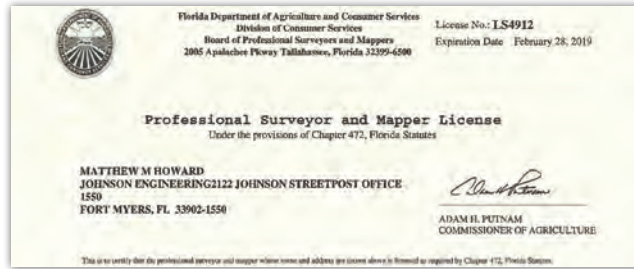 Florida Department of Agriculture and Consumer Services
Division of Consumer Services
Board of Professional Surveyors and Mappers
2005 Apalachee Pkway Tallahassee, Florida 32399-6500
License No.: LS4912
Expiration Date February 28, 2019
Professional Surveyor and Mapper License
Under the provisions of Chapter 472, Florida Statutes
MATTHEW M HOWARD
JOHNSON ENGINEERING2122 JOHNSON STREETPOST OFFICE
1550
FORT MYERS, FL 33902-1550
ADAM H. PUTNAM
COMMISSIONER OF AGRICULTURE
This is to certify that the professional surveyor and mapper whose name and address are shown above is licensed as required by Chapter 472, Florida Statutes.